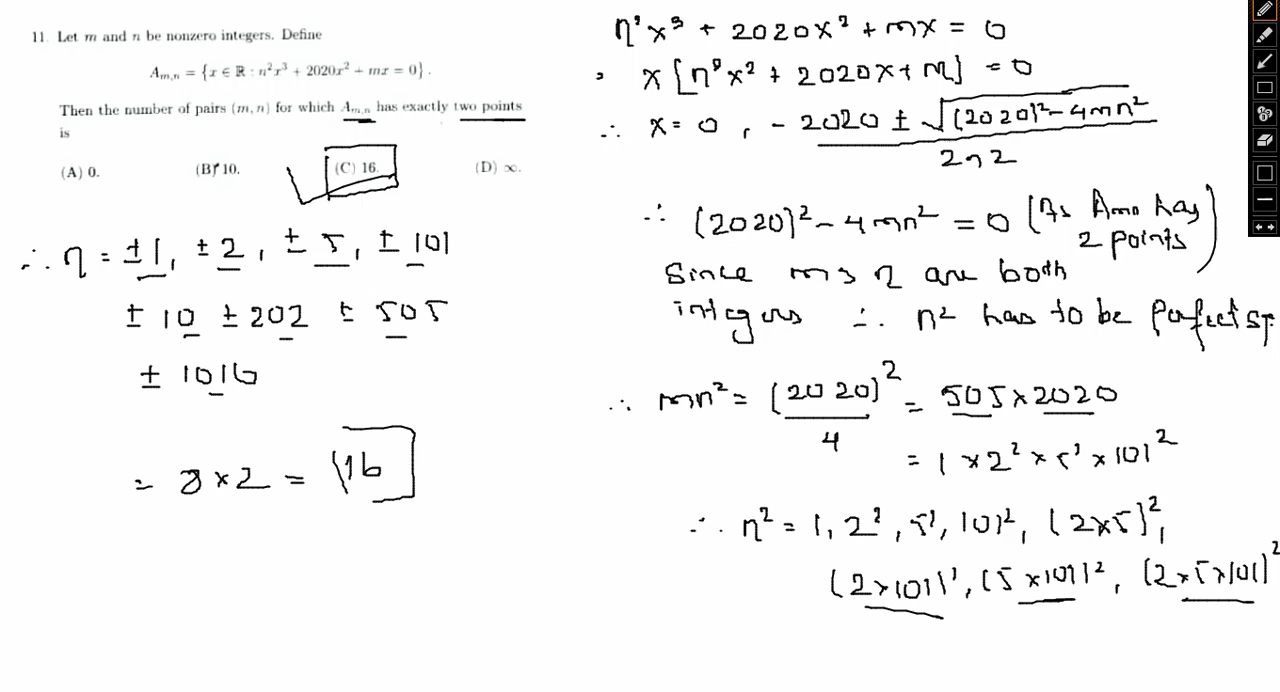 11. Let m and n be nonzero integers. Define
A_{m,n} = {x ∈ ℝ : n²x³ + 2020x² + mx = 0} .
Then the number of pairs (m, n) for which A_{m,n} has exactly two points
is
(A) 0. (B) 10. (C) 16. (D) ∞.
∴ n = ±1, ±2, ±5, ±101
±10 ±202 ±505
±1010
= 8×2 = 16
n²x³ + 2020x² + mx = 0
x[n²x² + 2020x + m] = 0
∴ x = 0, -2020 ± √(2020)² - 4mn²
2n2
∴ (2020)² - 4mn² = 0 (As Amn has
2 points)
Since m s n are both
integers ∴ n² has to be perfect sq.
∴ mn² = (2020)² = 505×2020
4
= 1×2²×5²×101²
∴ n² = 1, 2², 5², 101², (2×5)²,
(2×101)², (5×101)², (2×5×101)²